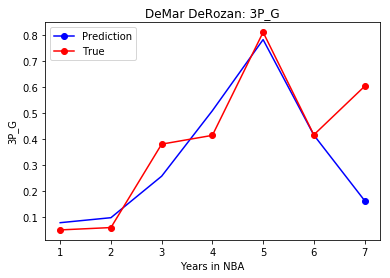 DeMar DeRozan: 3P_G
Prediction
True
0.8
0.7
0.6
0.5
0.4
0.3
0.2
0.1
3P_G
1 2 3 4 5 6 7
Years in NBA